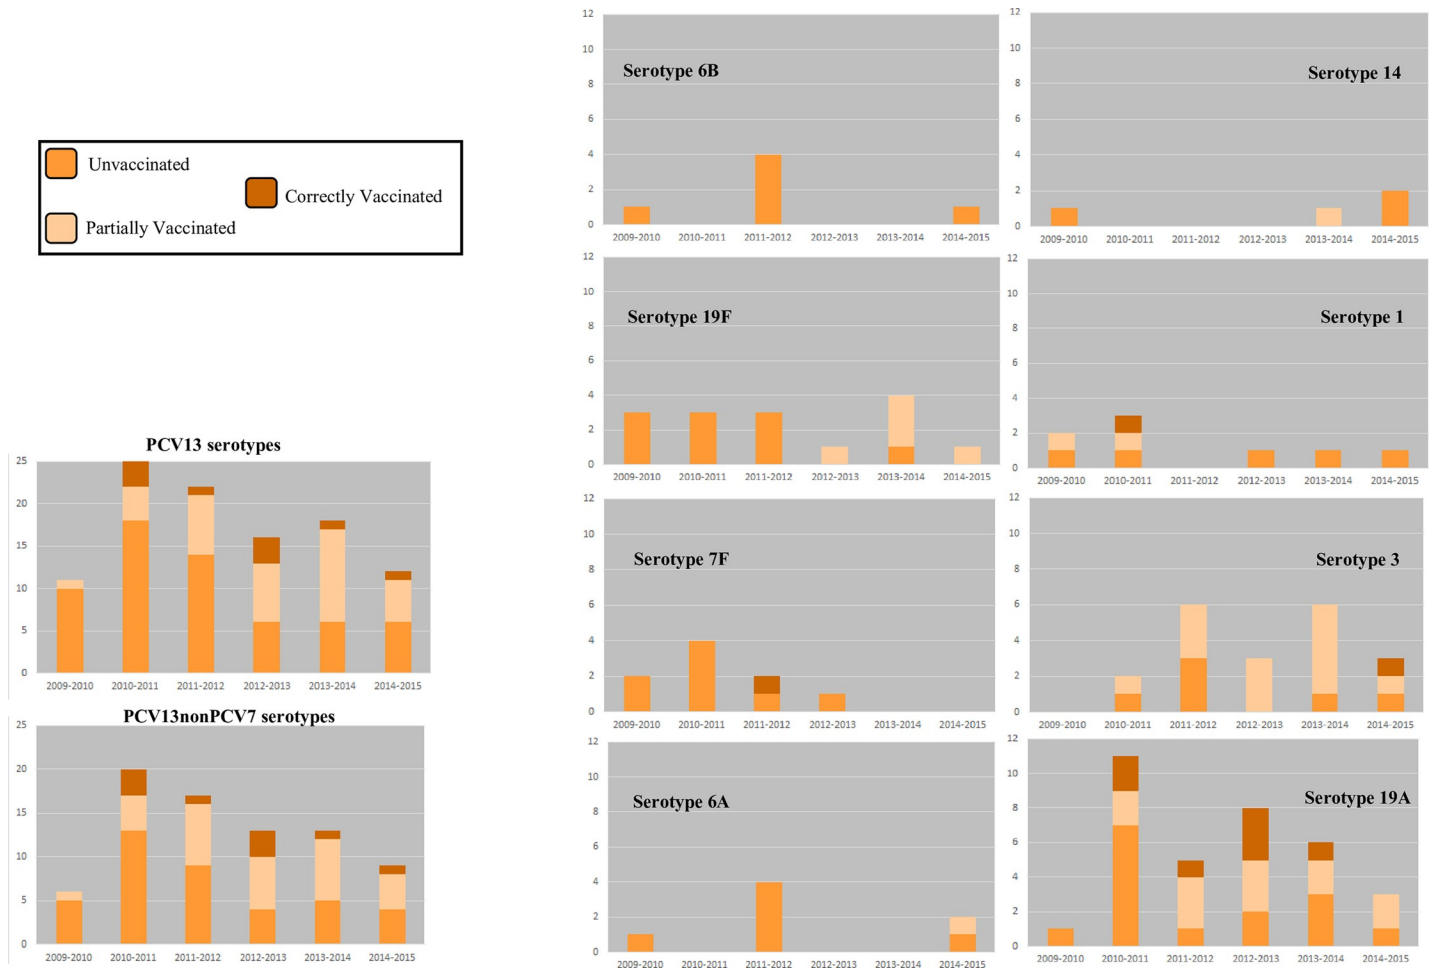 Unvaccinated
Correctly Vaccinated
Partially Vaccinated
PCV13 serotypes
25
20
15
10
5
0
2009-2010 2010-2011 2011-2012 2012-2013 2013-2014 2014-2015
PCV13nonPCV7 serotypes
25
20
15
10
5
0
2009-2010 2010-2011 2011-2012 2012-2013 2013-2014 2014-2015
12
10
Serotype 6B
8
6
4
2
0
2009-2010 2010-2011 2011-2012 2012-2013 2013-2014 2014-2015
12
10
Serotype 14
8
6
4
2
0
2009-2010 2010-2011 2011-2012 2012-2013 2013-2014 2014-2015
12
10
Serotype 19F
8
6
4
2
0
2009-2010 2010-2011 2011-2012 2012-2013 2013-2014 2014-2015
12
10
Serotype 1
8
6
4
2
0
2009-2010 2010-2011 2011-2012 2012-2013 2013-2014 2014-2015
12
10
Serotype 7F
8
6
4
2
0
2009-2010 2010-2011 2011-2012 2012-2013 2013-2014 2014-2015
12
10
Serotype 3
8
6
4
2
0
2009-2010 2010-2011 2011-2012 2012-2013 2013-2014 2014-2015
12
10
Serotype 6A
8
6
4
2
0
2009-2010 2010-2011 2011-2012 2012-2013 2013-2014 2014-2015
12
10
Serotype 19A
8
6
4
2
0
2009-2010 2010-2011 2011-2012 2012-2013 2013-2014 2014-2015